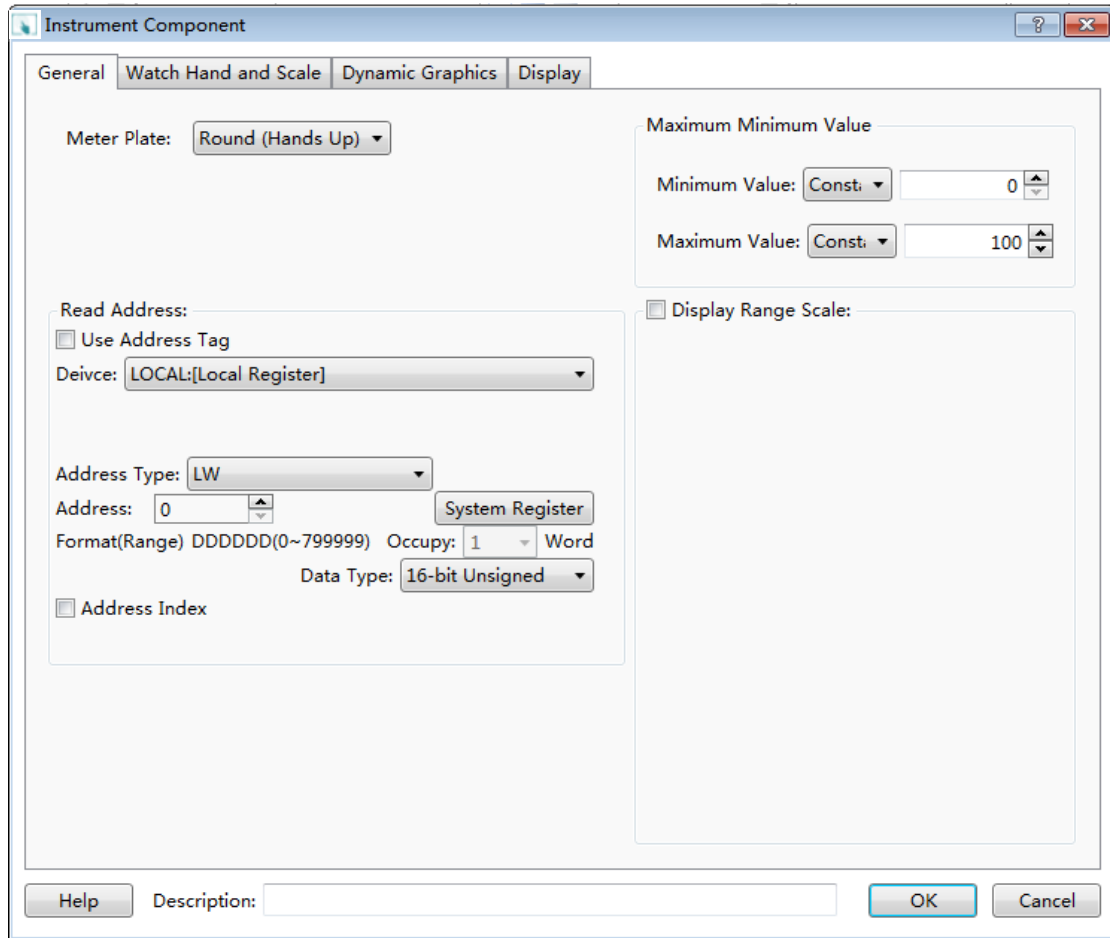 Instrument Component
General Watch Hand and Scale Dynamic Graphics Display
Meter Plate: Round (Hands Up)
Maximum Minimum Value
Minimum Value: Consta 0
Maximum Value: Consta 100
Read Address:
Use Address Tag
Deivce: LOCAL:[Local Register]
Address Type: LW
Address: 0 System Register
Format(Range) DDDDDD(0~799999) Occupy: 1 Word
Data Type: 16-bit Unsigned
Address Index
Display Range Scale:
Help Description: OK Cancel